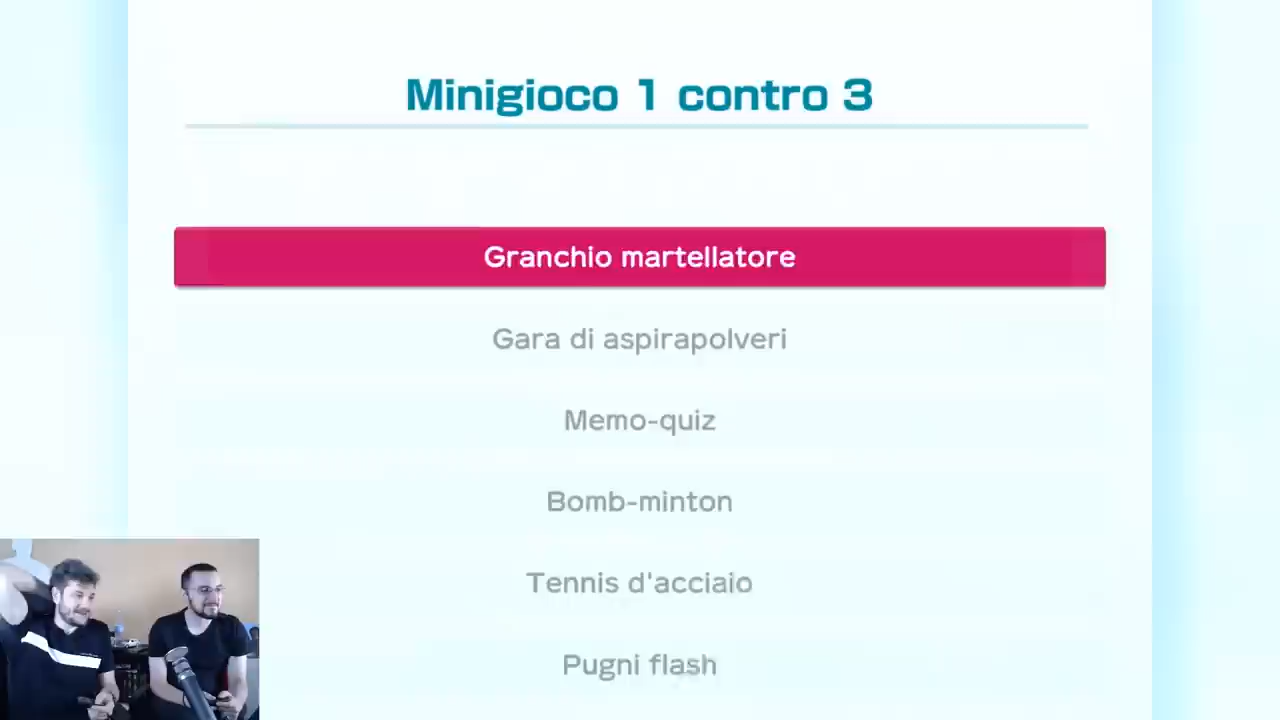 Minigioco 1 contro 3
Granchio martellatore
Gara di aspirapolveri
Memo-quiz
Bomb-minton
Tennis d'acciaio
Pugni flash